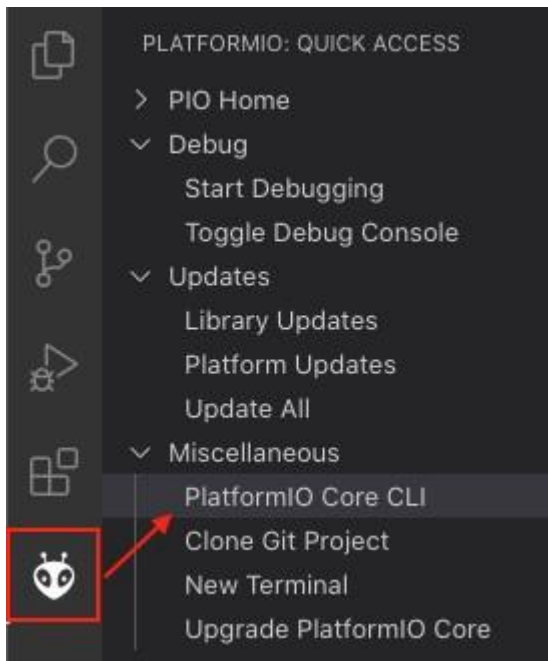 PLATFORMIO: QUICK ACCESS
PIO Home
Debug
Start Debugging
Toggle Debug Console
Updates
Library Updates
Platform Updates
Update All
Miscellaneous
PlatformIO Core CLI
Clone Git Project
New Terminal
Upgrade PlatformIO Core